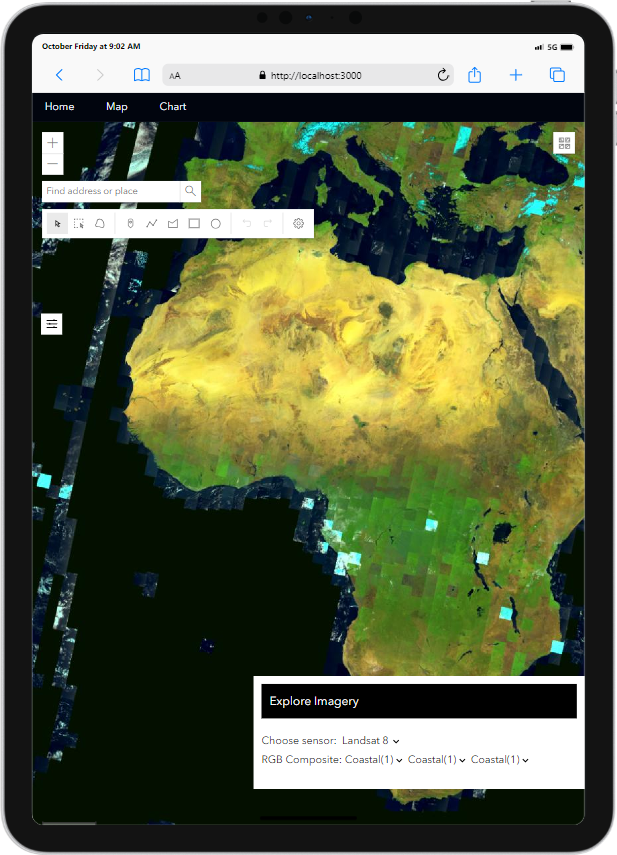 October Friday at 9:02 AM
5G
AA
http://localhost:3000
Home Map Chart
Find address or place
Explore Imagery
Choose sensor: Landsat 8
RGB Composite: Coastal(1) Coastal(1) Coastal(1)